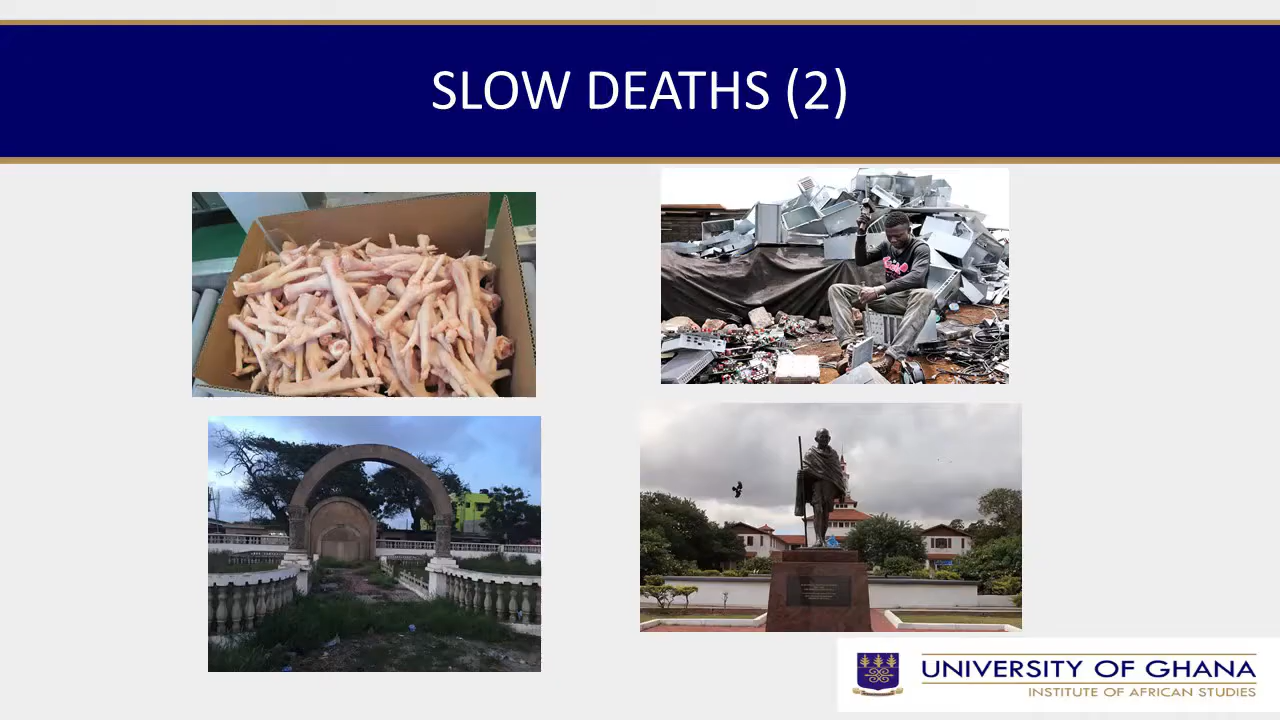 SLOW DEATHS (2)
UNIVERSITY OF GHANA
INSTITUTE OF AFRICAN STUDIES